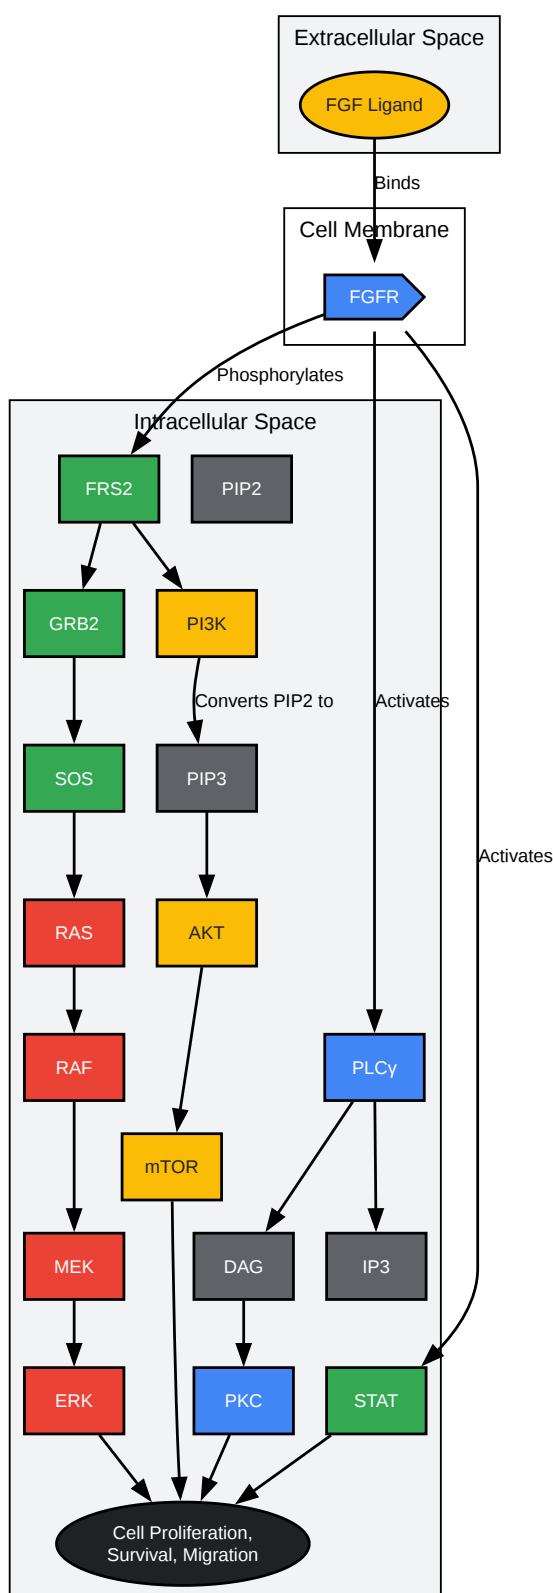 Extracellular Space
FGF Ligand
Binds
Cell Membrane
FGFR
Phosphorylates
Intracellular Space
FRS2
PIP2
GRB2
PI3K
Converts PIP2 to
Activates
SOS
PIP3
Activates
RAS
AKT
RAF
PLCγ
mTOR
MEK
DAG
IP3
ERK
PKC
STAT
Cell Proliferation,
Survival, Migration